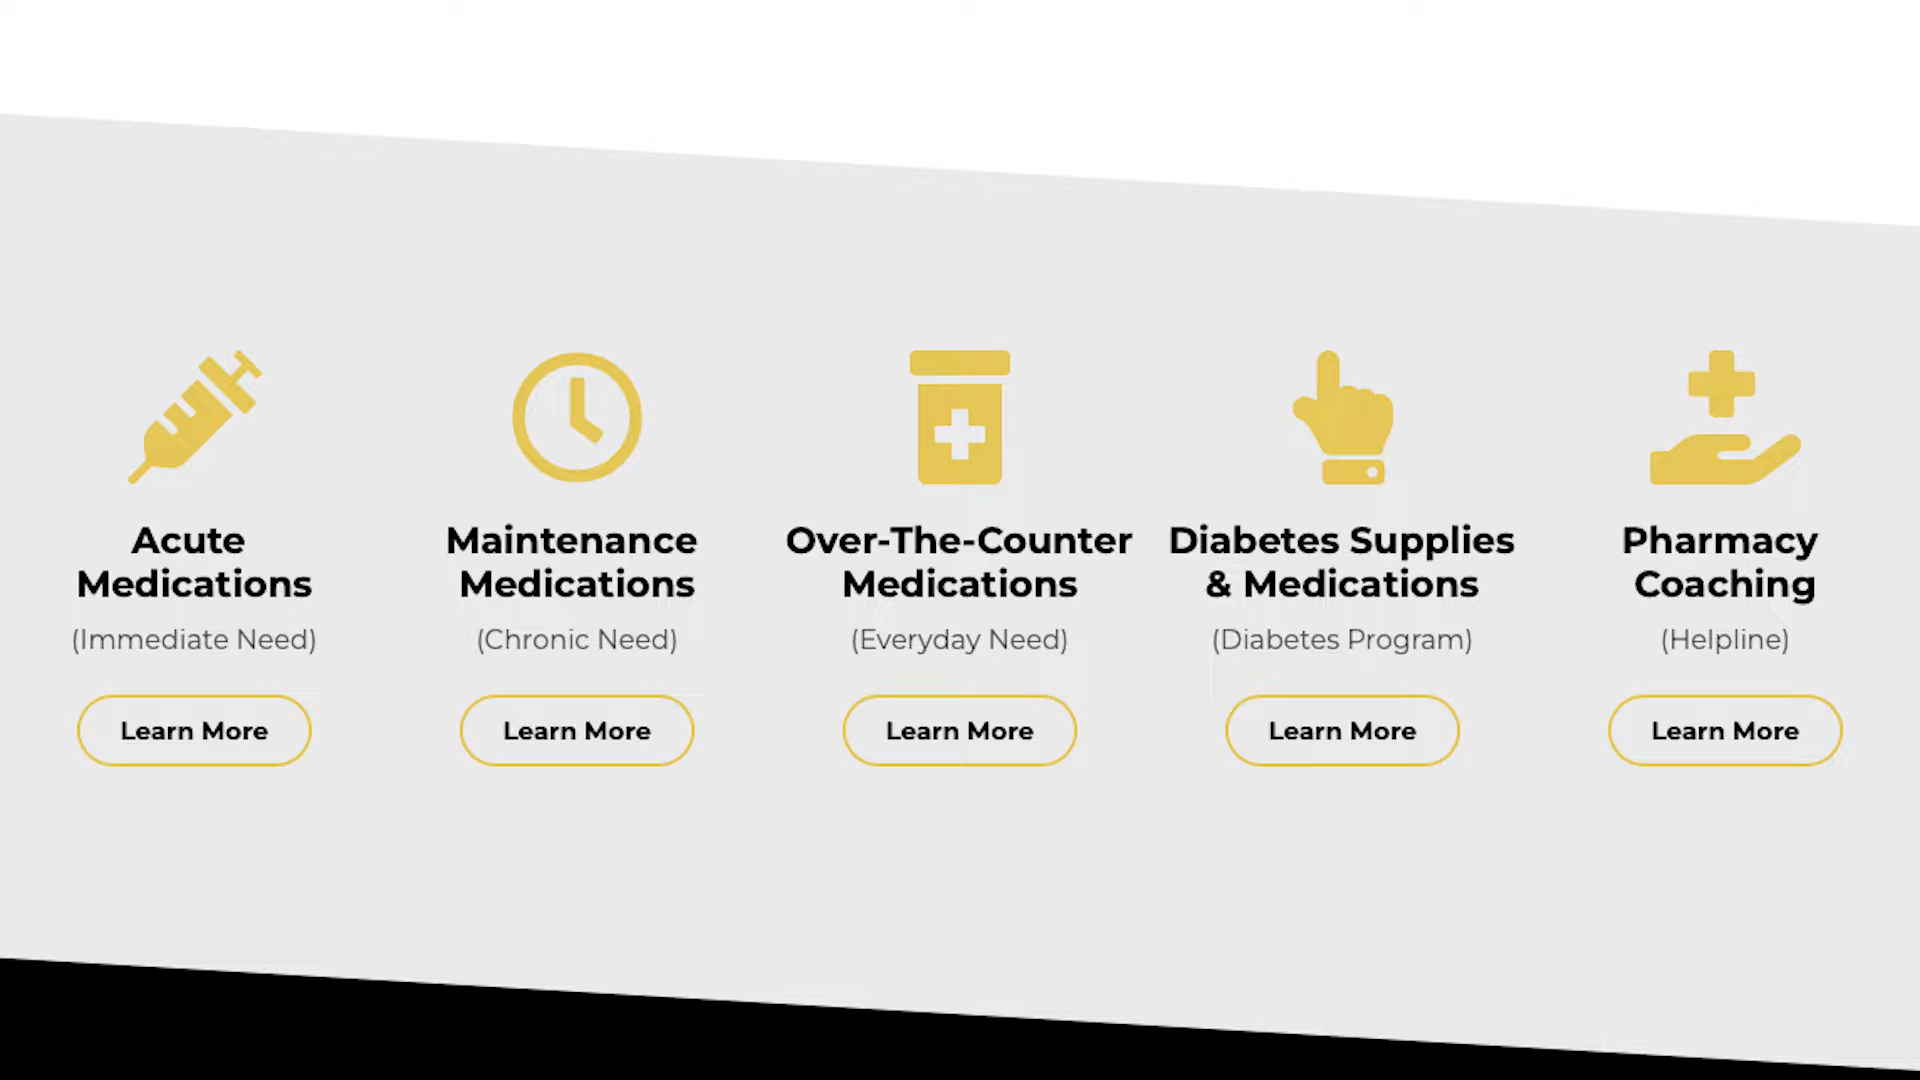 Acute
Medications
(Immediate Need)
Learn More
Maintenance
Medications
(Chronic Need)
Learn More
Over-The-Counter
Medications
(Everyday Need)
Learn More
Diabetes Supplies
& Medications
(Diabetes Program)
Learn More
Pharmacy
Coaching
(Helpline)
Learn More